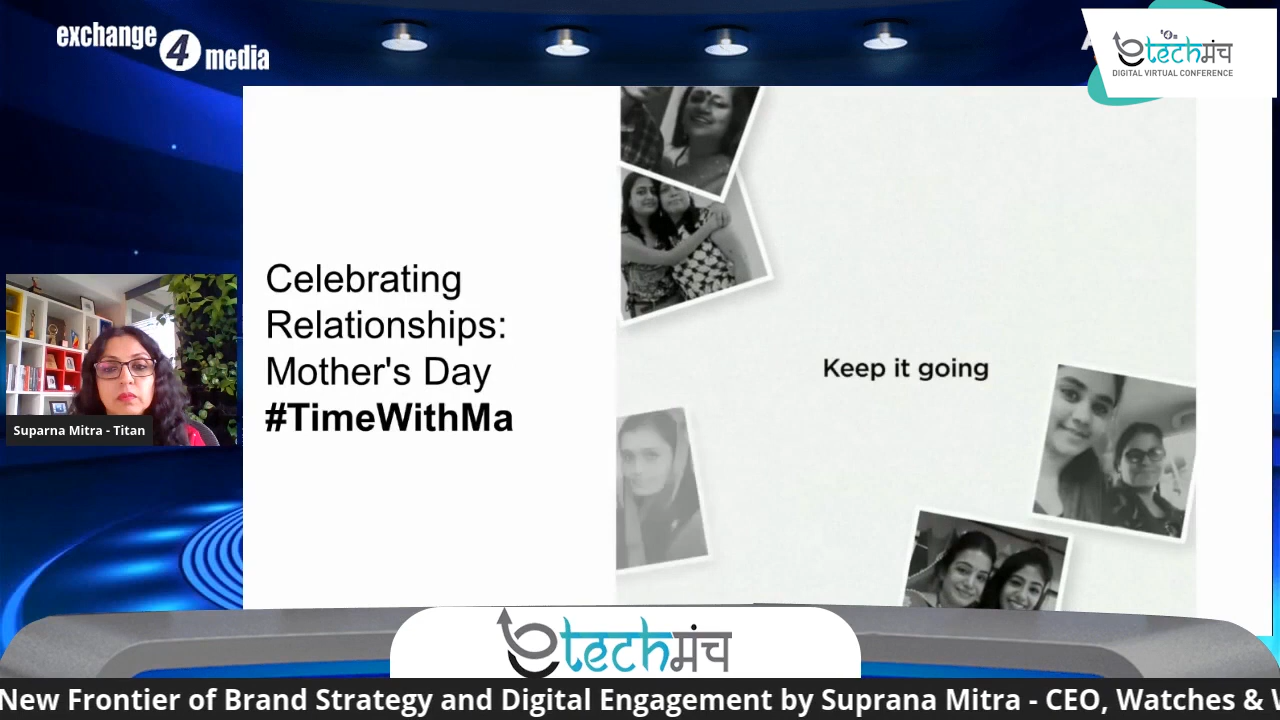 exchange
4
media
techमंच
DIGITAL VIRTUAL CONFERENCE
Celebrating
Relationships:
Mother's Day
#TimeWithMa
Keep it going
Suparna Mitra - Titan
techमंच
New Frontier of Brand Strategy and Digital Engagement by Suprana Mitra - CEO, Watches &